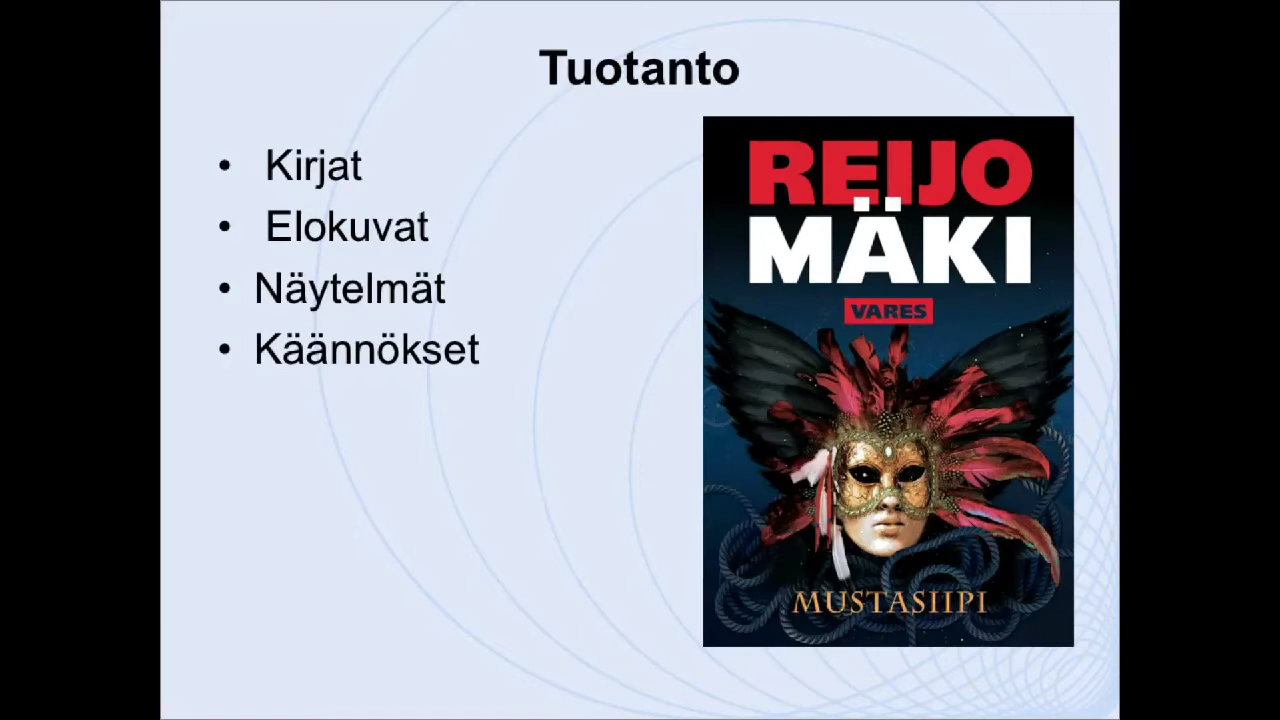 Tuotanto
• Kirjat
• Elokuvat
• Näytelmät
• Käännökset
REIJO
MÄKI
VARES
MUSTASIIPI